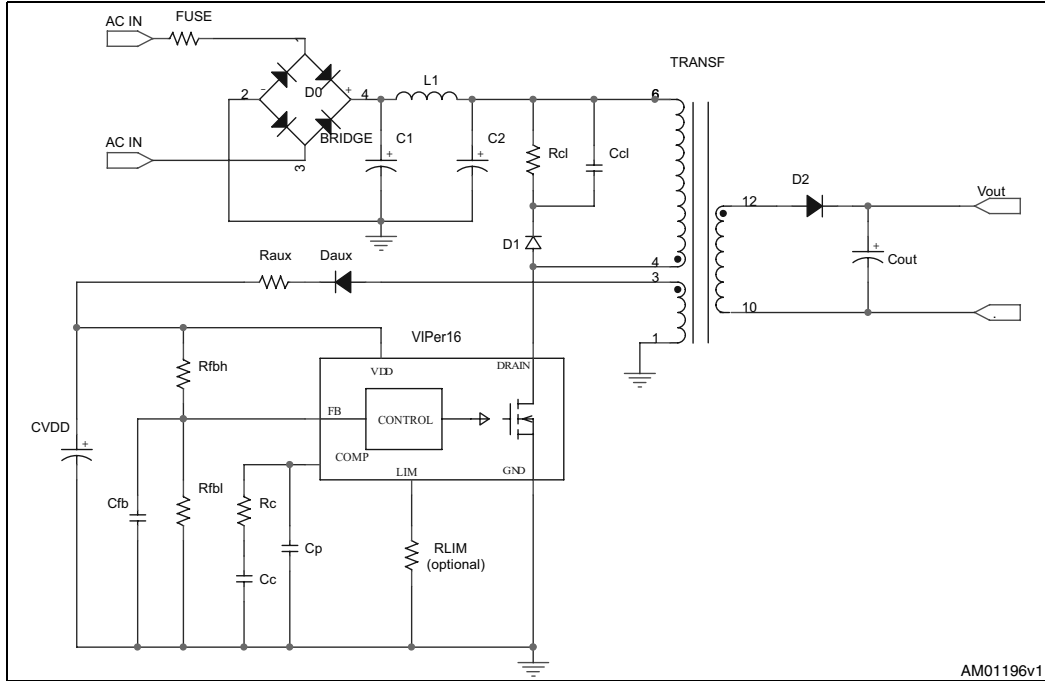 AC IN
FUSE
1
TRANSF
2
-
D0
+
4
L1
6
AC IN
BRIDGE
3
C1
+
C2
+
Rcl
Ccl
D2
12
Vout
D1
+
Cout
Raux
Daux
4
3
10
.
1
VIPer16
VDD
DRAIN
Rfbh
FB
CONTROL
CVDD
+
COMP
LIM
GND
Cfb
Rfbl
Rc
Cp
RLIM
(optional)
Cc
AM01196v1